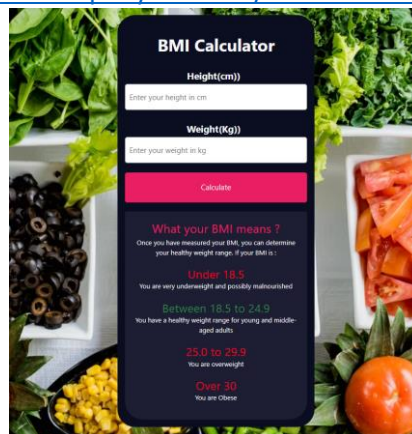 BMI Calculator
Height(cm))
Enter your height in cm
Weight(Kg))
Enter your weight in kg
Calculate
What your BMI means ?
Once you have measured your BMI, you can determine
your healthy weight range. if your BMI is :
Under 18.5
You are very underweight and possibly malnourished
Between 18.5 to 24.9
You have a healthy weight range for young and middle-
aged adults
25.0 to 29.9
You are overweight
Over 30
You are Obese